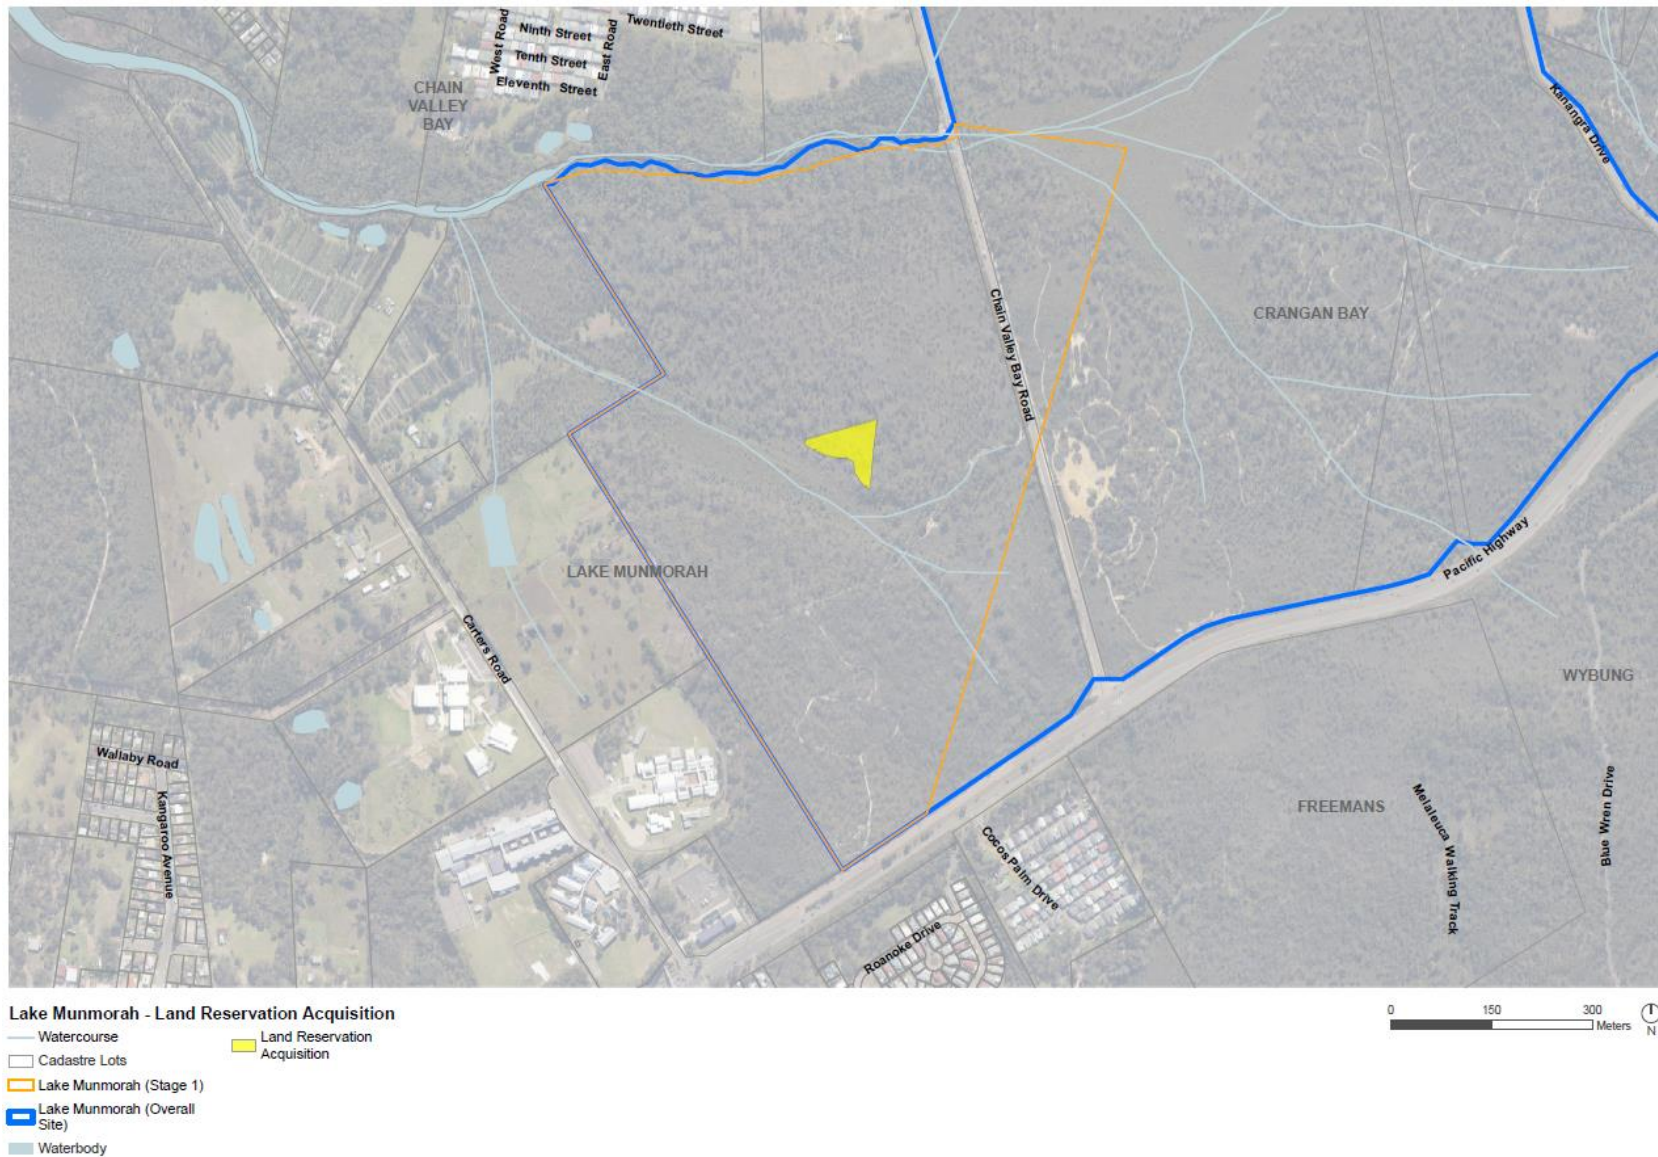 Twentieth Street
West Road
Ninth Street
East Road
Tenth Street
Eleventh Street
CHAIN
VALLEY
BAY
Kanangra Drive
Chain Valley Bay Road
CRANGAN BAY
Pacific Highway
LAKE MUNMORAH
Carters Road
WYBUNG
Wallaby Road
Kangaroo Avenue
FREEMANS
Melaleuca Walking Track
Blue Wren Drive
Cocos Palm Drive
Roanoke Drive
Lake Munmorah - Land Reservation Acquisition
Watercourse
Cadastre Lots
Lake Munmorah (Stage 1)
Lake Munmorah (Overall
Site)
Waterbody
Land Reservation
Acquisition
0 150 300
Meters
N